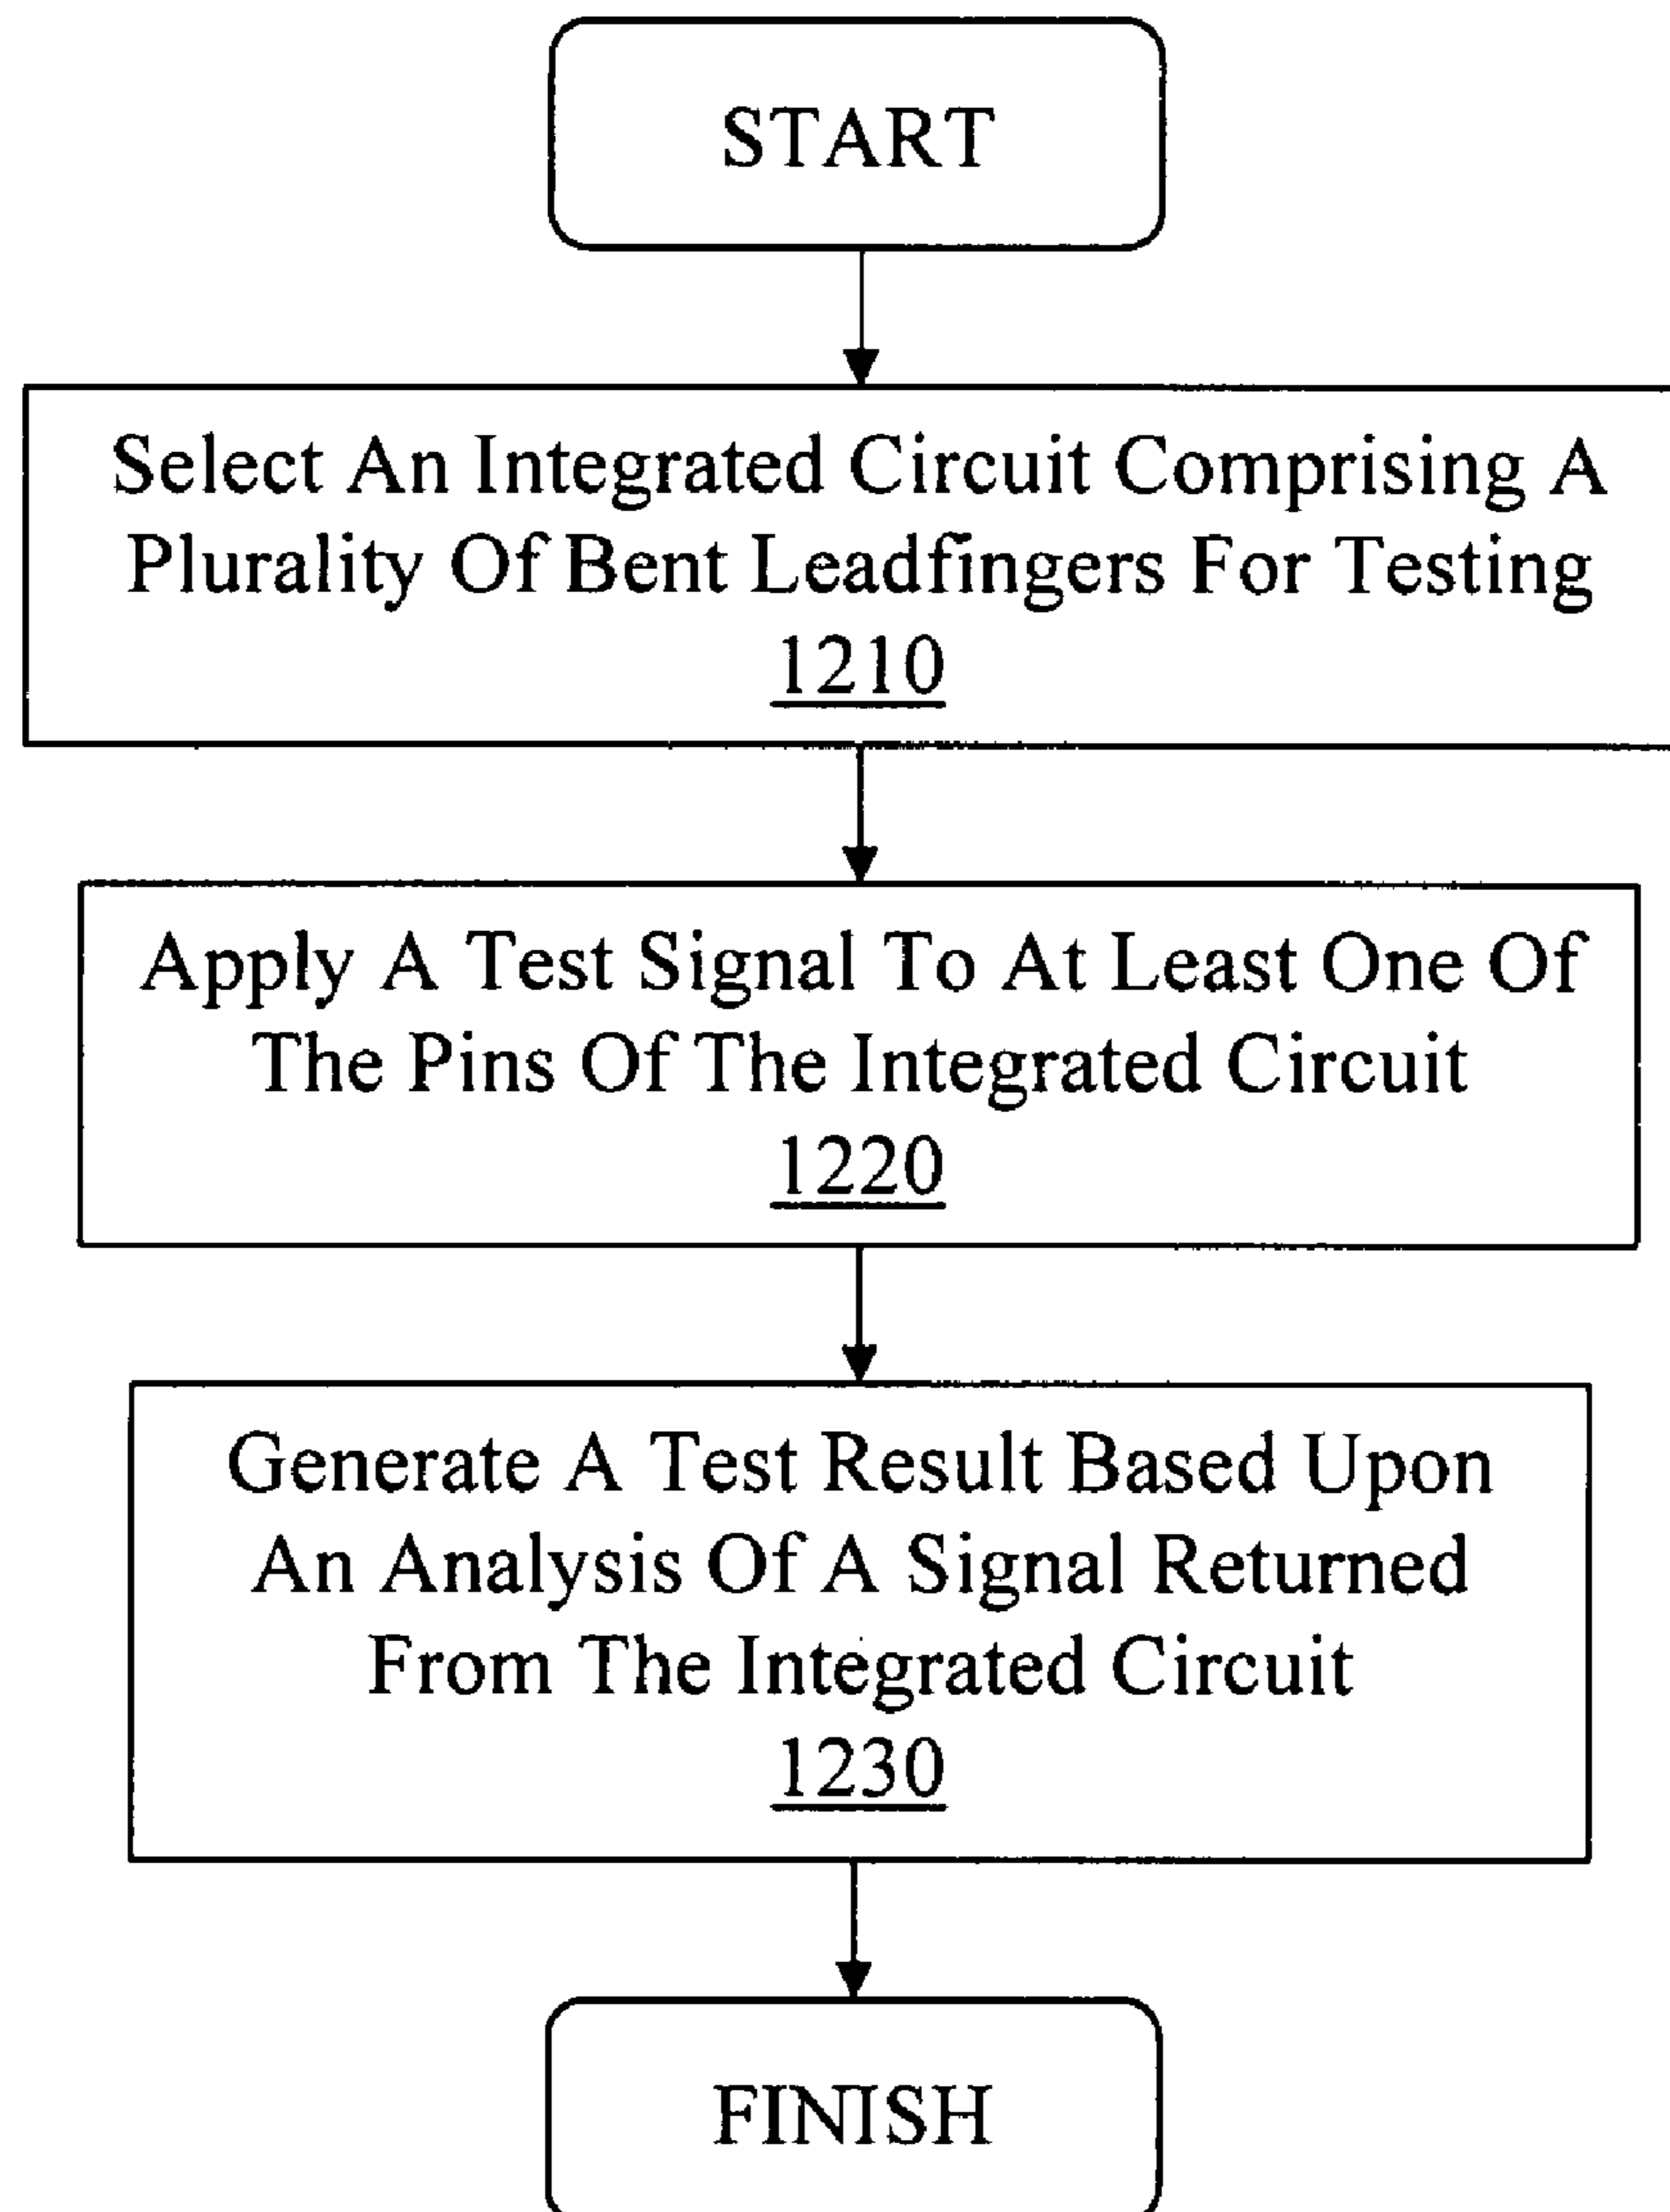 START
Select An Integrated Circuit Comprising A
Plurality Of Bent Leadfingers For Testing
1210
Apply A Test Signal To At Least One Of
The Pins Of The Integrated Circuit
1220
Generate A Test Result Based Upon
An Analysis Of A Signal Returned
From The Integrated Circuit
1230
FINISH